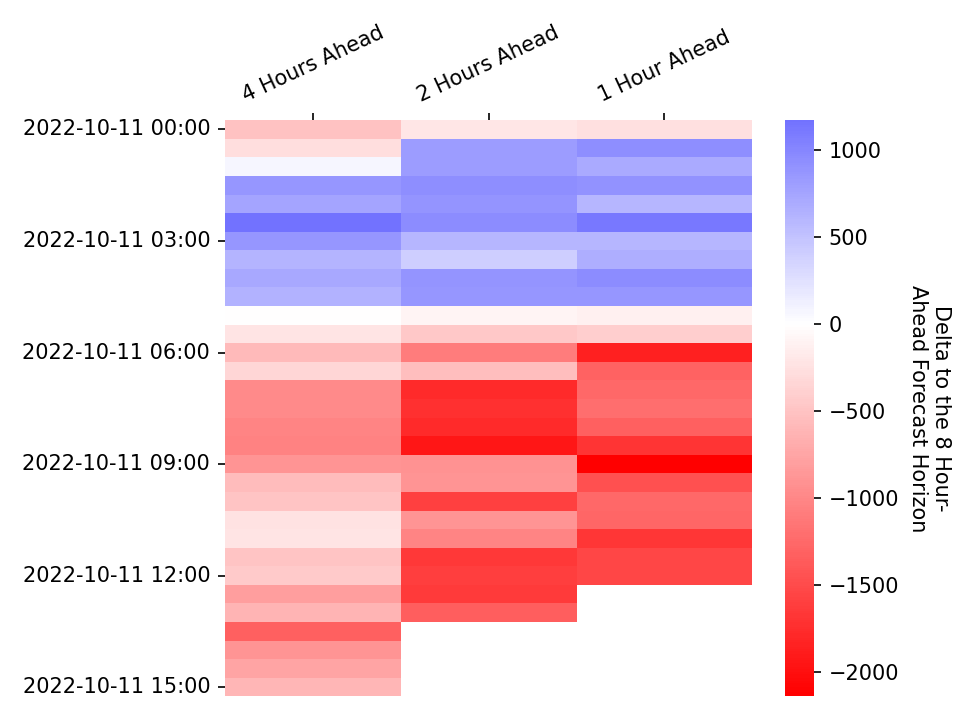 4 Hours Ahead
2 Hours Ahead
1 Hour Ahead
2022-10-11 00:00
2022-10-11 03:00
2022-10-11 06:00
2022-10-11 09:00
2022-10-11 12:00
2022-10-11 15:00
1000
500
0
−500
−1000
−1500
−2000
Delta to the 8 Hour-
Ahead Forecast Horizon